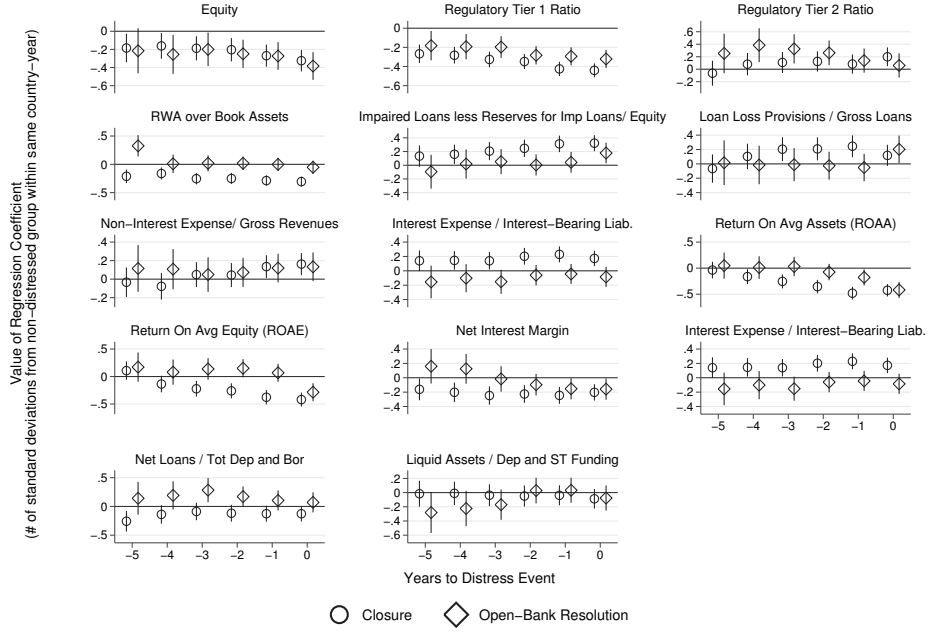 Equity
0
−.2
−.4
−.6
Regulatory Tier 1 Ratio
0
−.2
−.4
−.6
Regulatory Tier 2 Ratio
.6
.4
.2
0
−.2
RWA over Book Assets
.5
0
−.5
Impaired Loans less Reserves for Imp Loans/ Equity
.4
.2
0
−.2
−.4
Loan Loss Provisions / Gross Loans
.4
.2
0
−.2
−.4
Non−Interest Expense/ Gross Revenues
.4
.2
0
−.2
Interest Expense / Interest−Bearing Liab.
.4
.2
0
−.2
−.4
Return On Avg Assets (ROAA)
.5
0
−.5
Return On Avg Equity (ROAE)
.5
0
−.5
Net Interest Margin
.4
.2
0
−.2
−.4
Interest Expense / Interest−Bearing Liab.
.4
.2
0
−.2
−.4
−5 −4 −3 −2 −1 0
Net Loans / Tot Dep and Bor
.5
0
−.5
−5 −4 −3 −2 −1 0
Liquid Assets / Dep and ST Funding
.2
0
−.2
−.4
−.6
−5 −4 −3 −2 −1 0
Value of Regression Coefficient
(# of standard deviations from non−distressed group within same country−year)
Years to Distress Event
Closure
Open−Bank Resolution